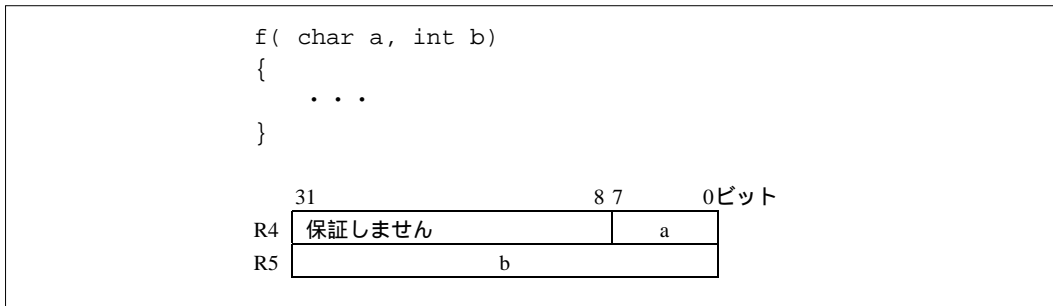 f( char a, int b)
{
・・・
}
31 8 7 0ビット
R4 保証しません a
R5 b